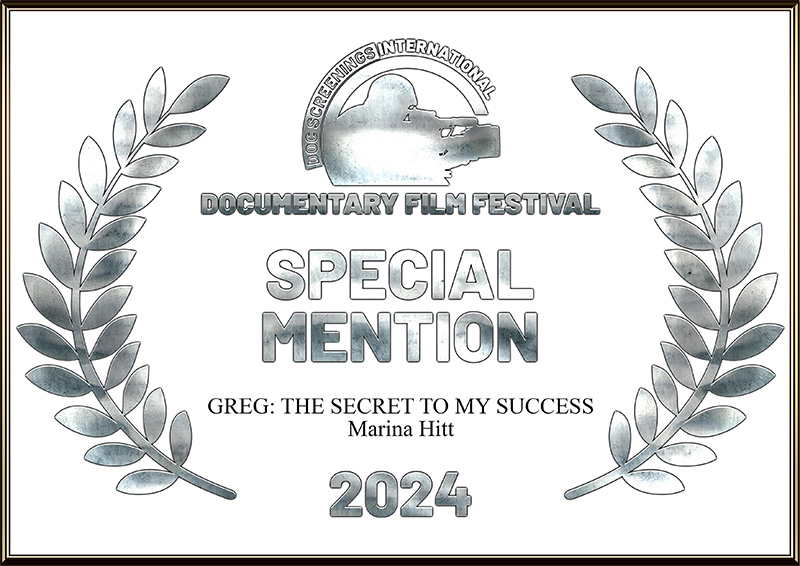 DOC SCREENINGS INTERNATIONAL
DOCUMENTARY FILM FESTIVAL
SPECIAL
MENTION
GREG: THE SECRET TO MY SUCCESS
Marina Hitt
2024